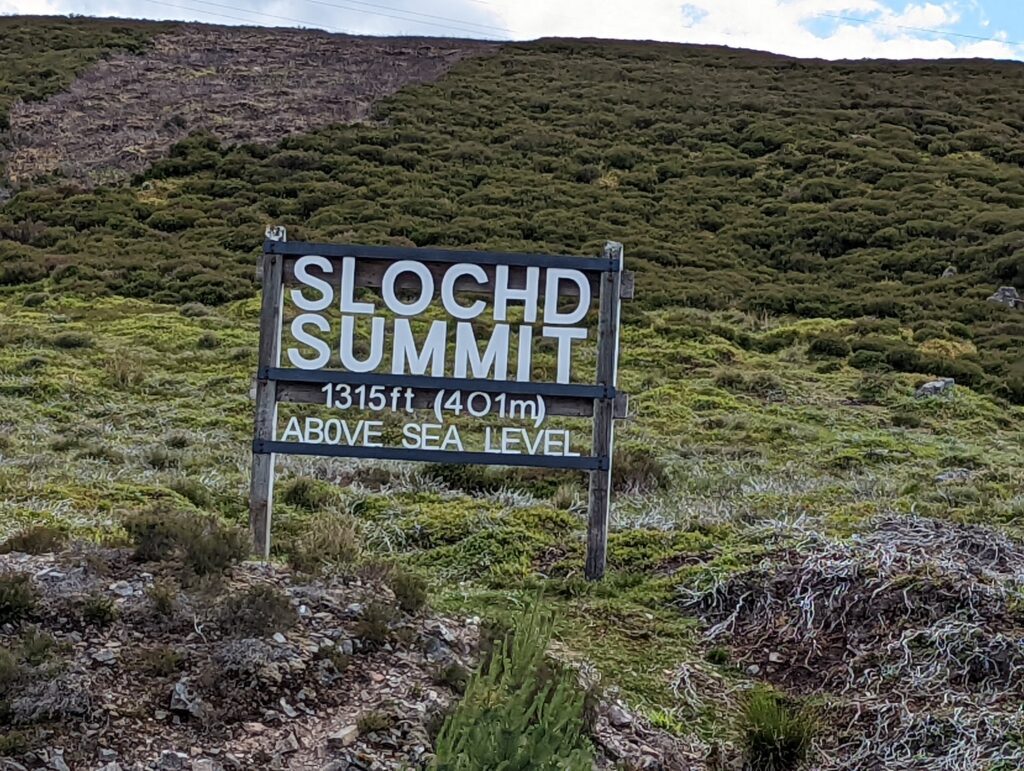 SLOCHD
SUMMIT
1315ft (401m)
ABOVE SEA LEVEL